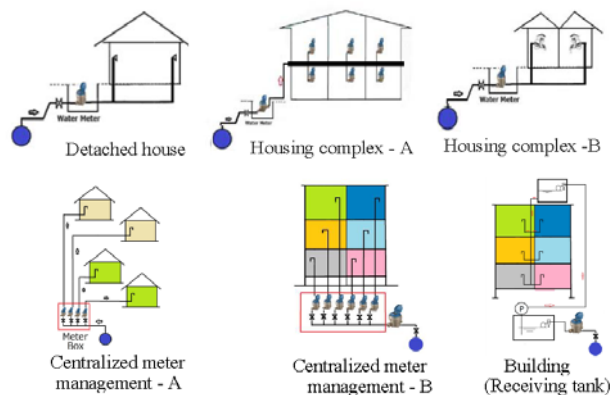 Water Meter
Detached house
Water Meter
Housing complex - A
Water Meter
Housing complex -B
Meter
Box
Centralized meter
management - A
Centralized meter
management - B
P
Building
(Receiving tank)